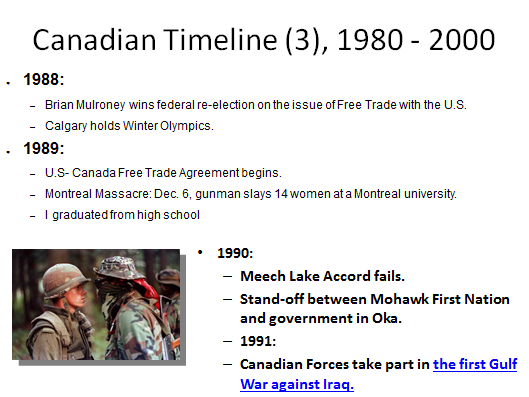 Canadian Timeline (3), 1980 - 2000
• 1988:
– Brian Mulroney wins federal re-election on the issue of Free Trade with the U.S.
– Calgary holds Winter Olympics.
• 1989:
– U.S- Canada Free Trade Agreement begins.
– Montreal Massacre: Dec. 6, gunman slays 14 women at a Montreal university.
– I graduated from high school
• 1990:
– Meech Lake Accord fails.
– Stand-off between Mohawk First Nation
and government in Oka.
– 1991:
– Canadian Forces take part in the first Gulf
War against Iraq.